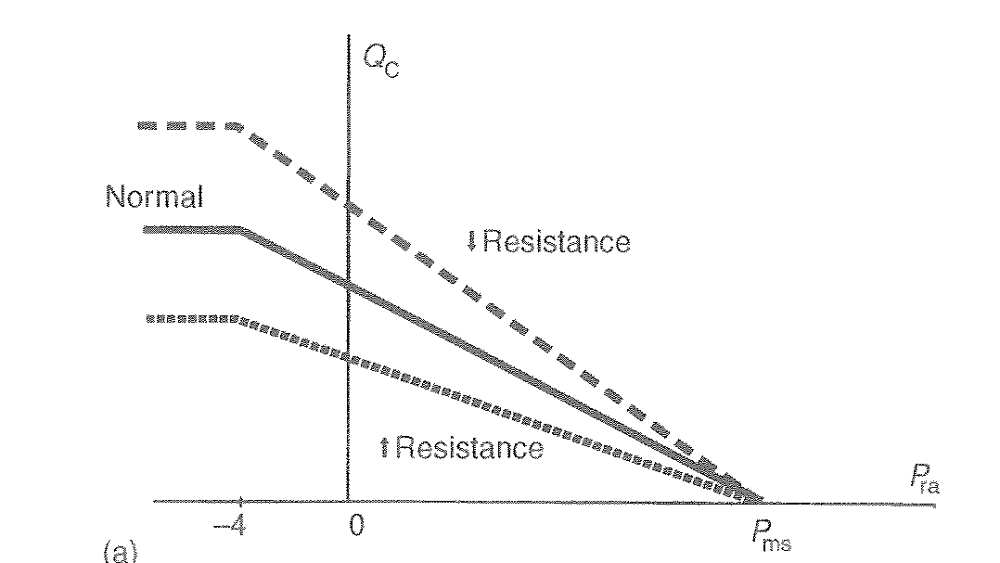 Q_C
Normal
↓ Resistance
↑ Resistance
P_ra
–4
0
P_ms
(a)